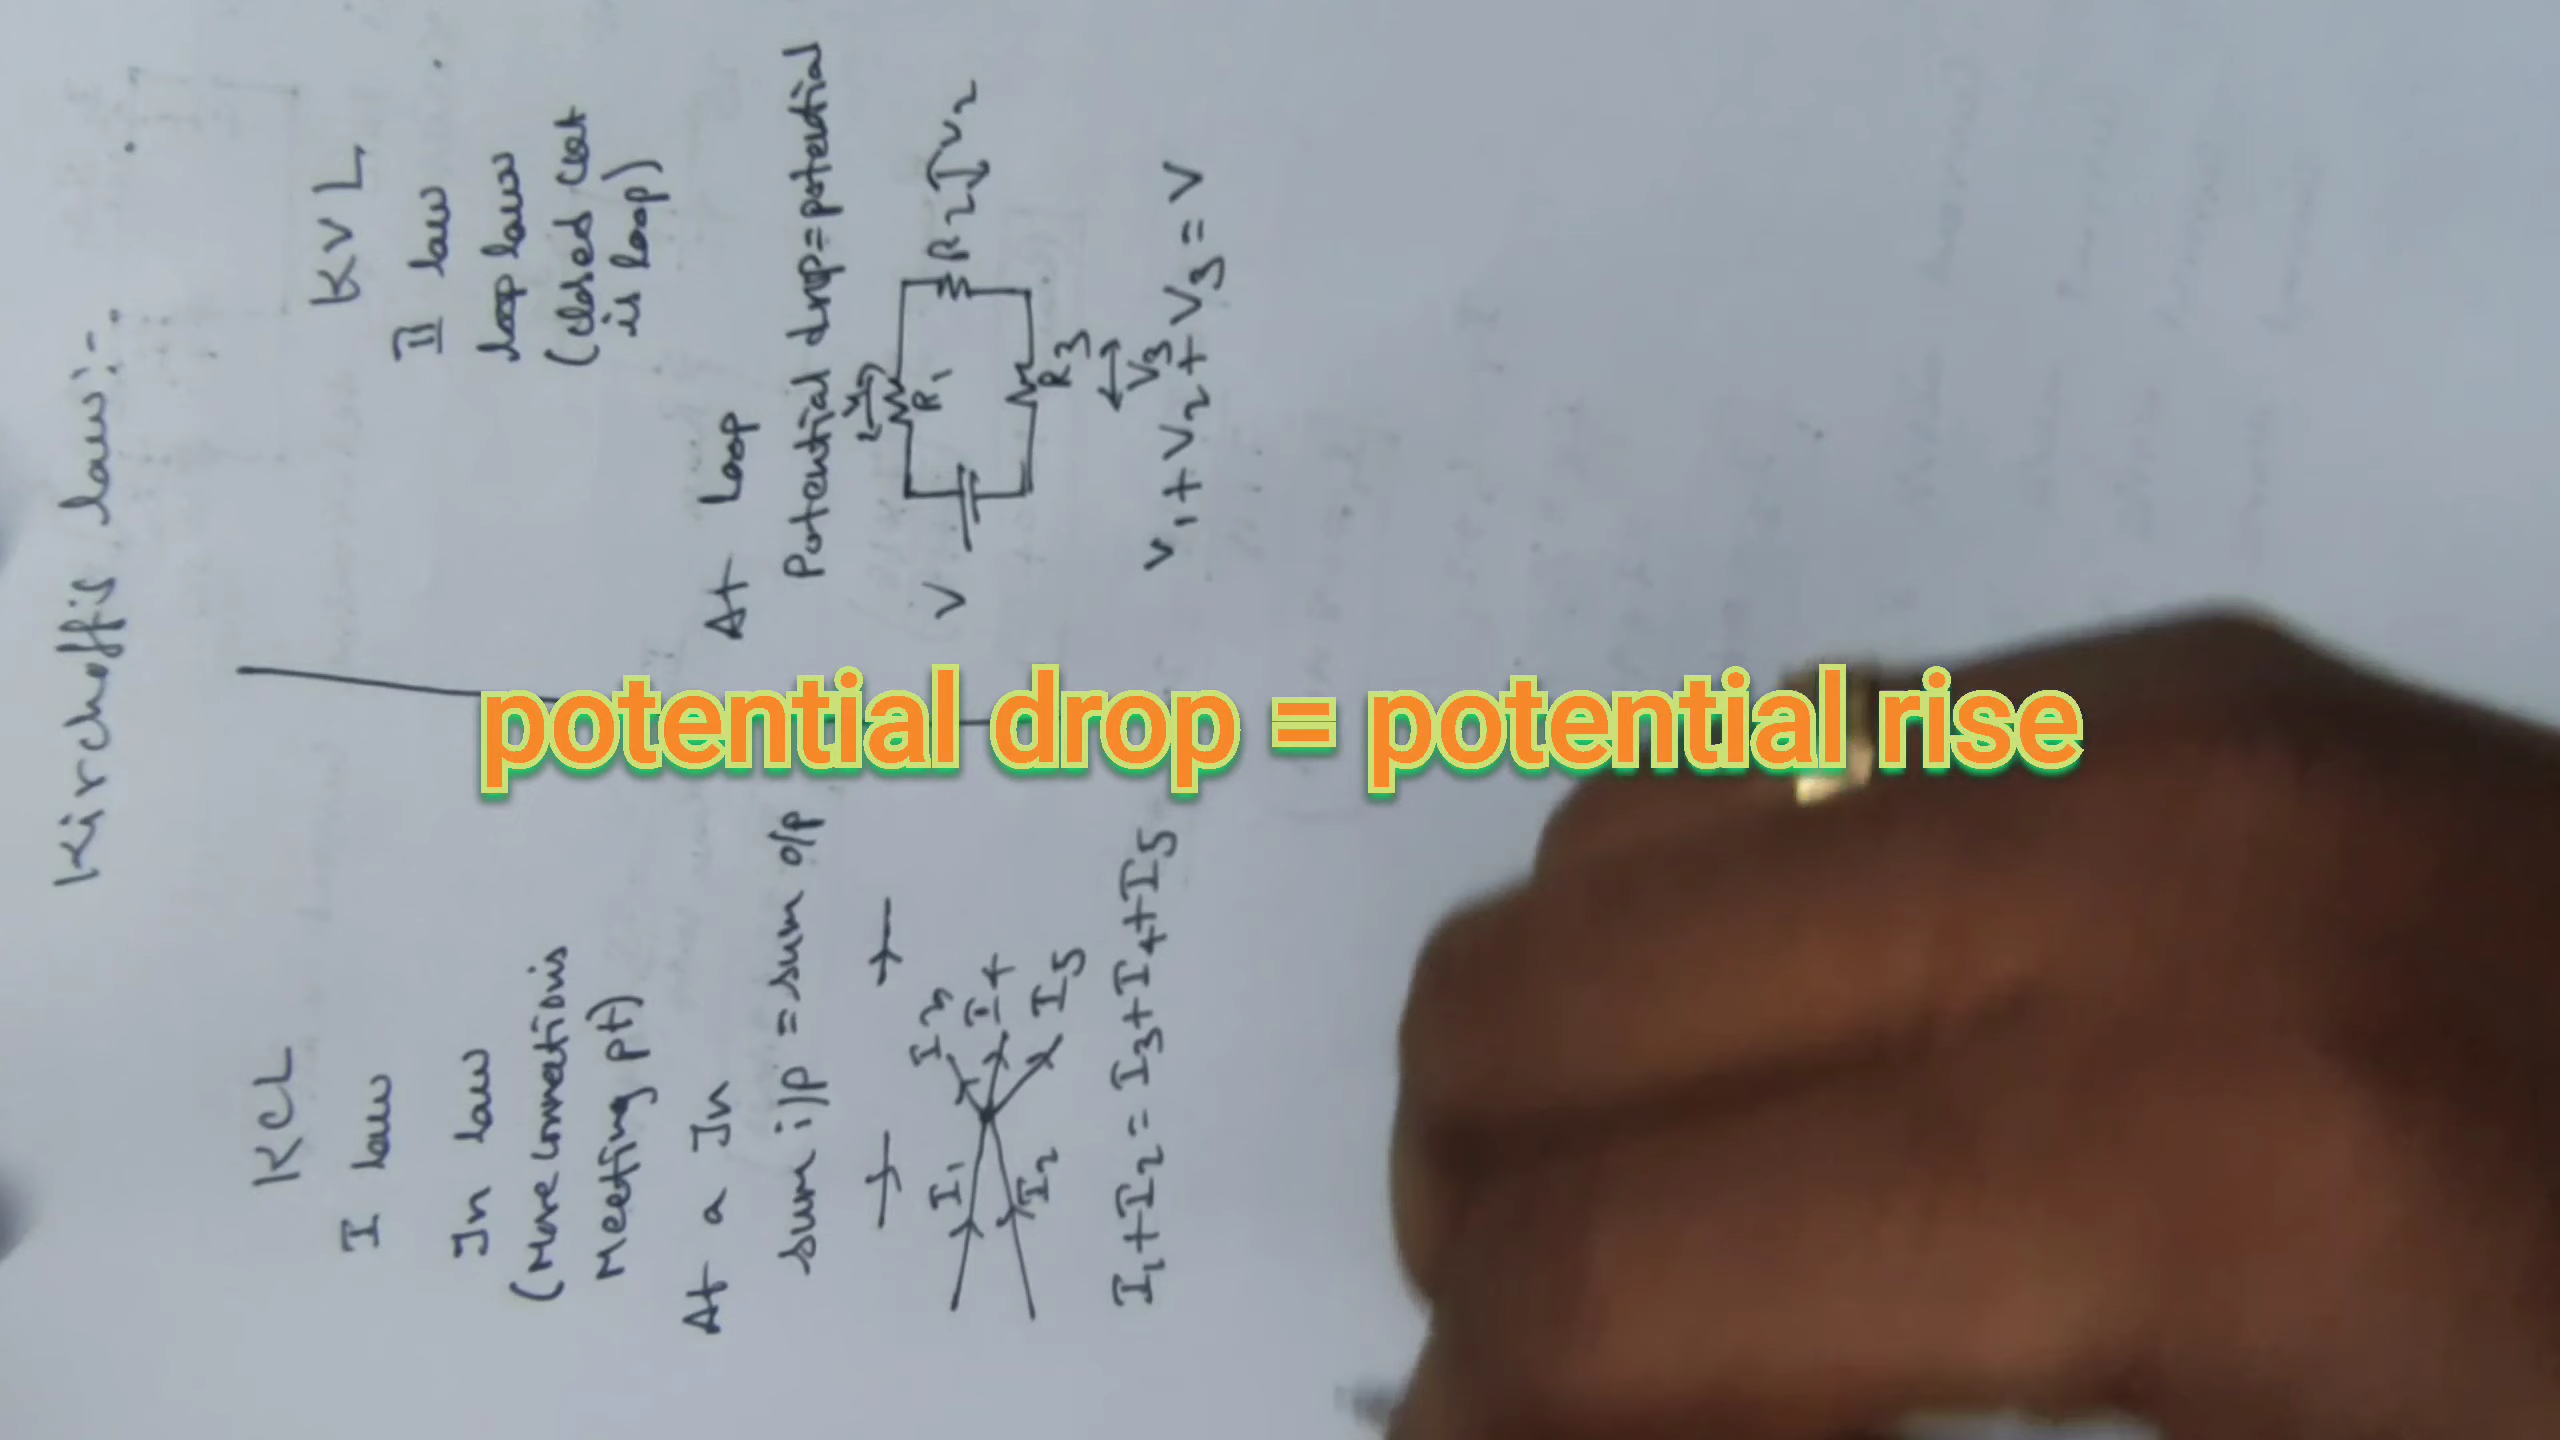 Kirchoff's law:-
KCL
I law
Jn law
(More connections
Meeting pt)
At a Jn
sum i/p = sum o/p
I1
I2
I3
I4
I5
I1+I2 = I3+I4+I5
KVL
II law
loop law
(closed cct
is loop)
At Loop
Potential drop=potential
V1
R1
R2
V2
V
R3
V3
V1+V2+V3=V
potential drop = potential rise